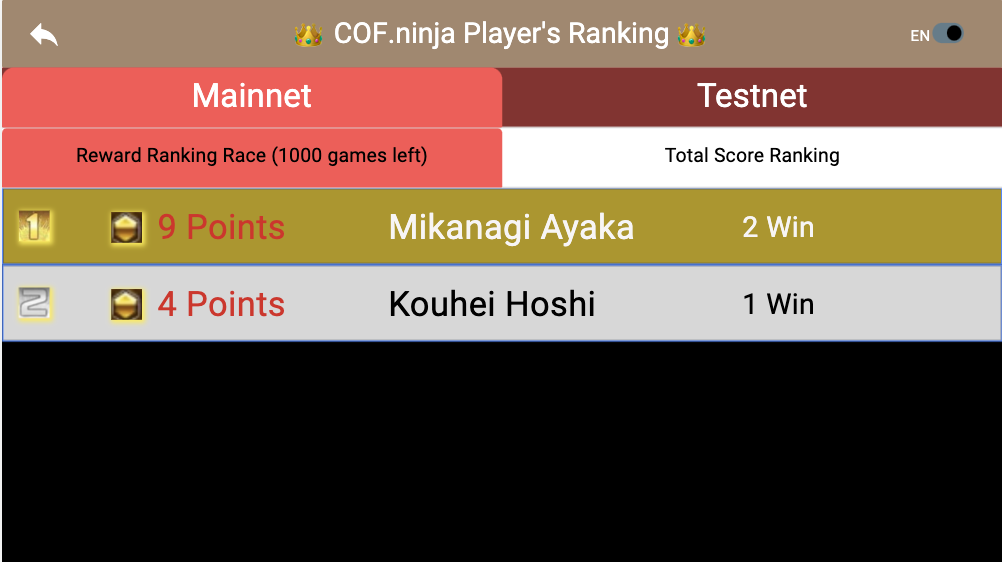 COF.ninja Player's Ranking
EN
Mainnet
Testnet
Reward Ranking Race (1000 games left)
Total Score Ranking
1 9 Points Mikanagi Ayaka 2 Win
2 4 Points Kouhei Hoshi 1 Win